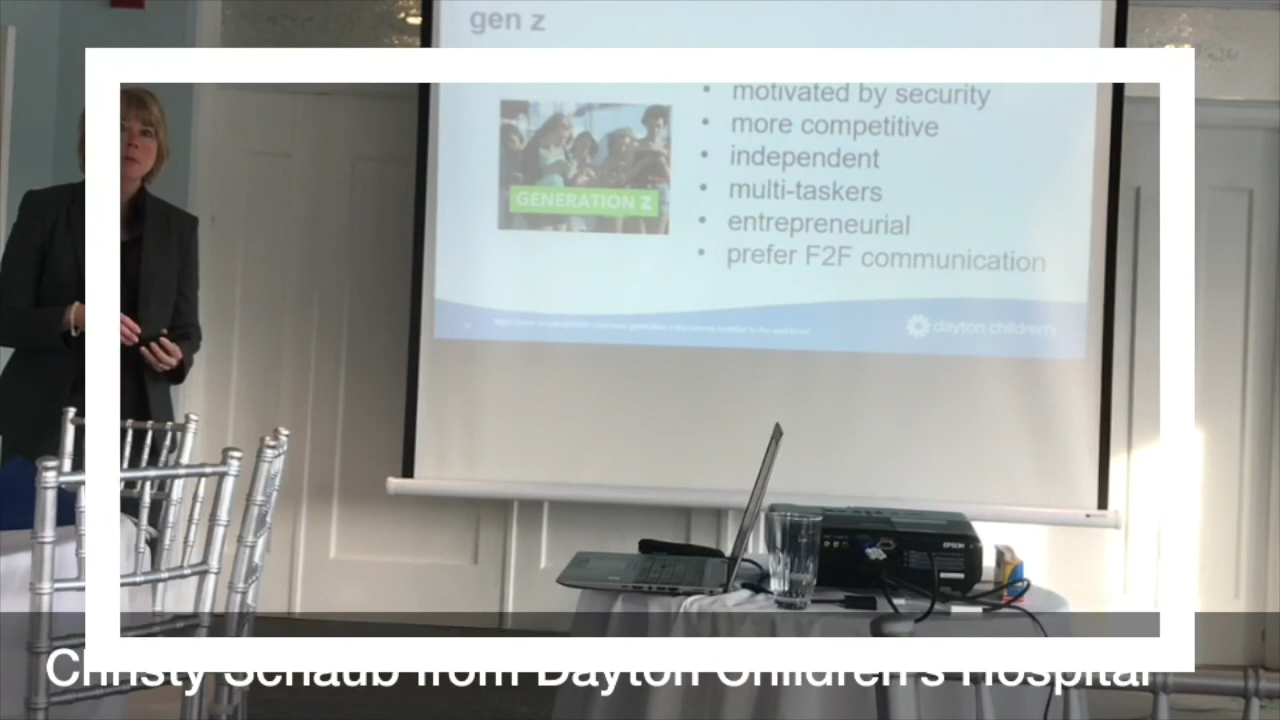 gen z
• motivated by security
• more competitive
• independent
• multi-taskers
• entrepreneurial
• prefer F2F communication
GENERATION Z
dayton children's
EPSON
Christy Schaub from Dayton Children's Hospital